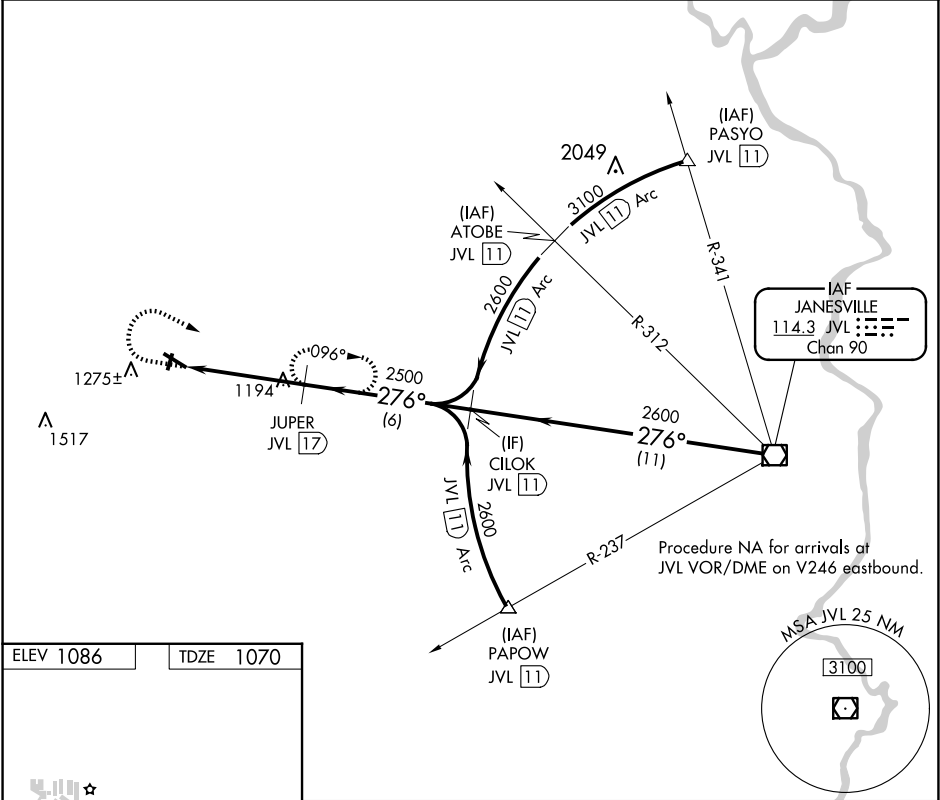 (IAF)
PASYO
JVL 11
2049
3100
JVL 11 Arc
(IAF)
ATOBE
JVL 11
2600
JVL 11 Arc
R-341
R-312
IAF
JANESVILLE
114.3 JVL
Chan 90
096°
1275±
1194
2500
276°
(6)
JUPER
JVL 17
1517
2600
276°
(11)
(IF)
CILOK
JVL 11
JVL 11 Arc
2600
R-237
Procedure NA for arrivals at
JVL VOR/DME on V246 eastbound.
(IAF)
PAPOW
JVL 11
MSA JVL 25 NM
3100
ELEV 1086
TDZE 1070